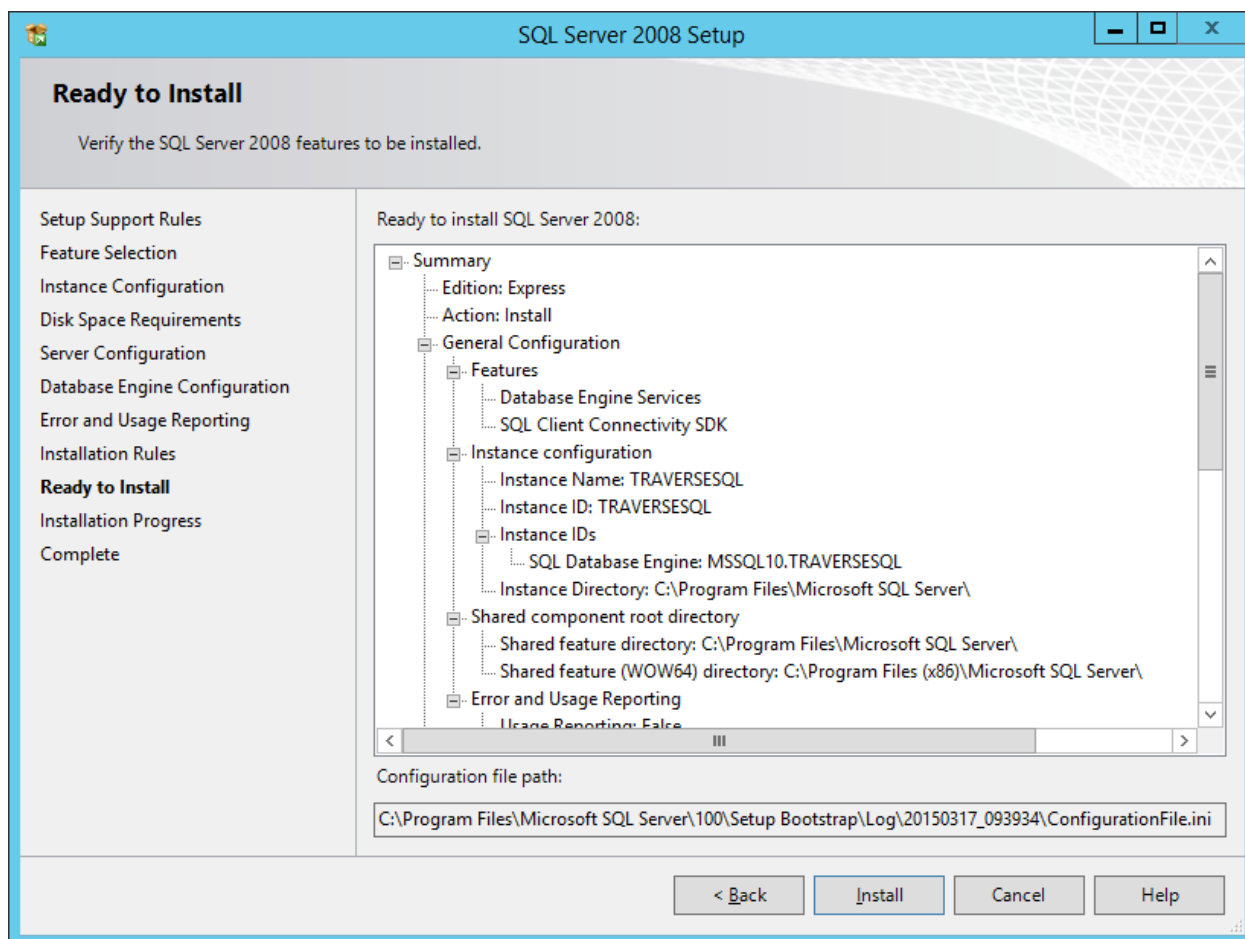 SQL Server 2008 Setup
Ready to Install
Verify the SQL Server 2008 features to be installed.
Setup Support Rules
Feature Selection
Instance Configuration
Disk Space Requirements
Server Configuration
Database Engine Configuration
Error and Usage Reporting
Installation Rules
Ready to Install
Installation Progress
Complete
Ready to install SQL Server 2008:
Summary
Edition: Express
Action: Install
General Configuration
Features
Database Engine Services
SQL Client Connectivity SDK
Instance configuration
Instance Name: TRAVERSESQL
Instance ID: TRAVERSESQL
Instance IDs
SQL Database Engine: MSSQL10.TRAVERSESQL
Instance Directory: C:\Program Files\Microsoft SQL Server\
Shared component root directory
Shared feature directory: C:\Program Files\Microsoft SQL Server\
Shared feature (WOW64) directory: C:\Program Files (x86)\Microsoft SQL Server\
Error and Usage Reporting
Usage Reporting: False
Configuration file path:
C:\Program Files\Microsoft SQL Server\100\Setup Bootstrap\Log\20150317_093934\ConfigurationFile.ini
< Back
Install
Cancel
Help